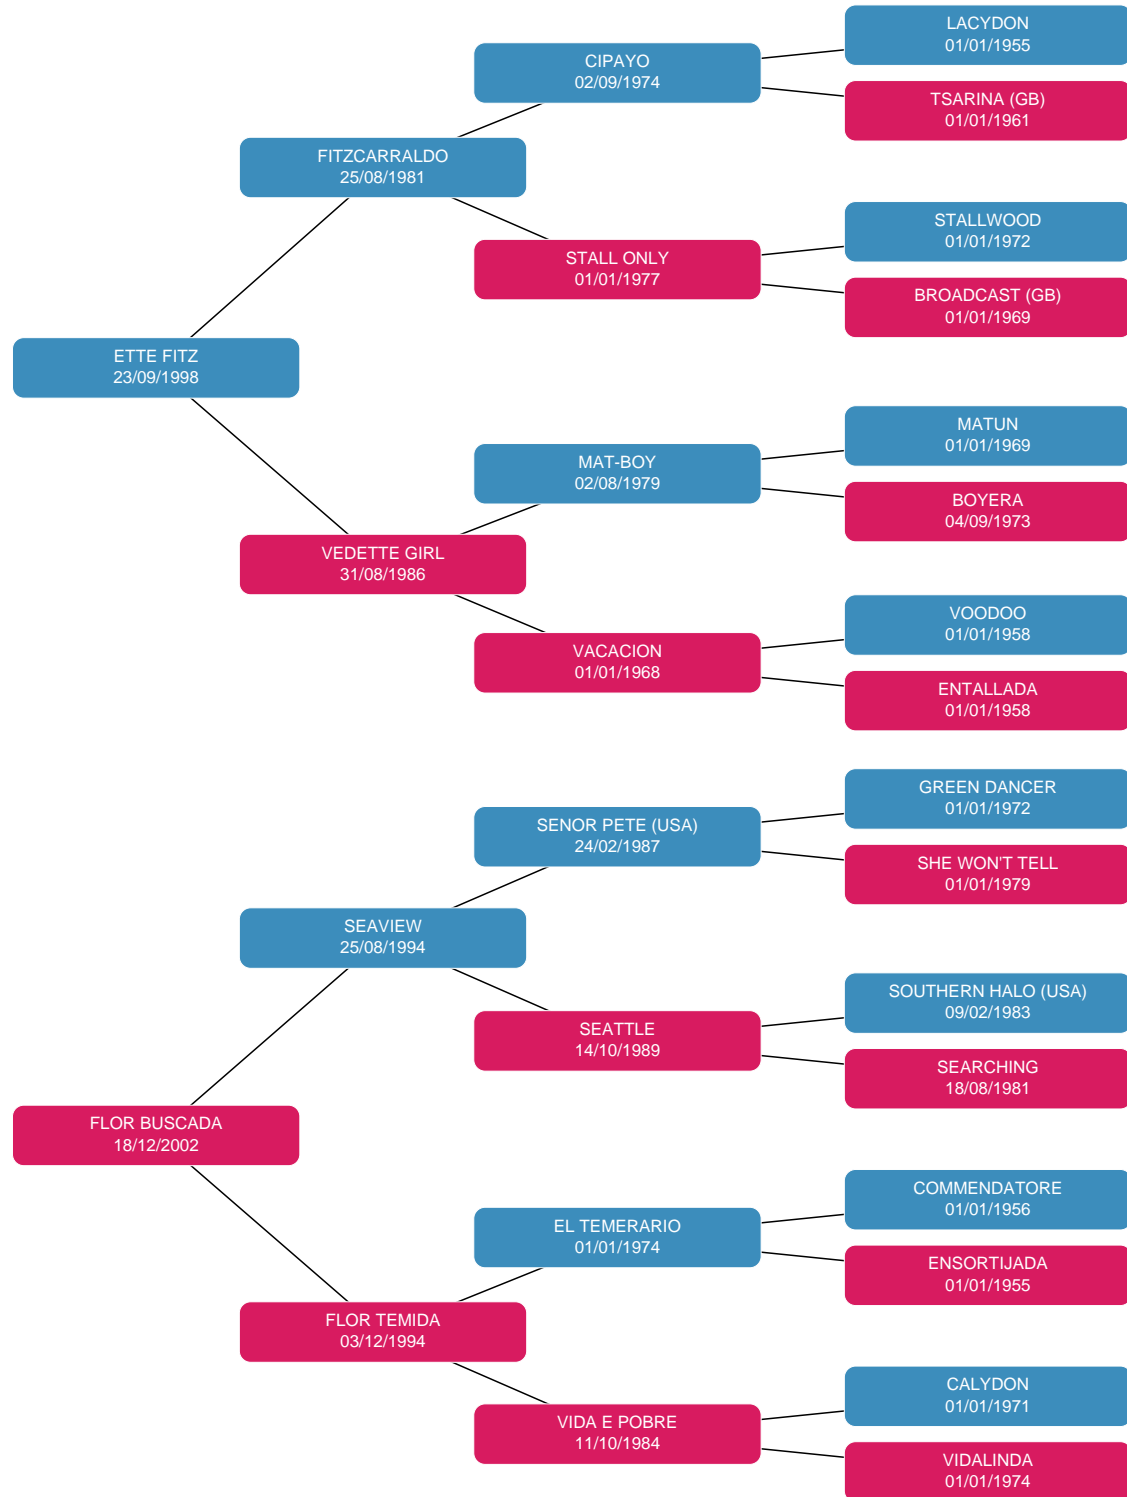 LACYDON
01/01/1955
CIPAYO
02/09/1974
TSARINA (GB)
01/01/1961
FITZCARRALDO
25/08/1981
STALLWOOD
01/01/1972
STALL ONLY
01/01/1977
BROADCAST (GB)
01/01/1969
ETTE FITZ
23/09/1998
MATUN
01/01/1969
MAT-BOY
02/08/1979
BOYERA
04/09/1973
VEDETTE GIRL
31/08/1986
VOODOO
01/01/1958
VACACION
01/01/1968
ENTALLADA
01/01/1958
GREEN DANCER
01/01/1972
SENOR PETE (USA)
24/02/1987
SHE WON'T TELL
01/01/1979
SEAVIEW
25/08/1994
SOUTHERN HALO (USA)
09/02/1983
SEATTLE
14/10/1989
SEARCHING
18/08/1981
FLOR BUSCADA
18/12/2002
COMMENDATORE
01/01/1956
EL TEMERARIO
01/01/1974
ENSORTIJADA
01/01/1955
FLOR TEMIDA
03/12/1994
CALYDON
01/01/1971
VIDA E POBRE
11/10/1984
VIDALINDA
01/01/1974